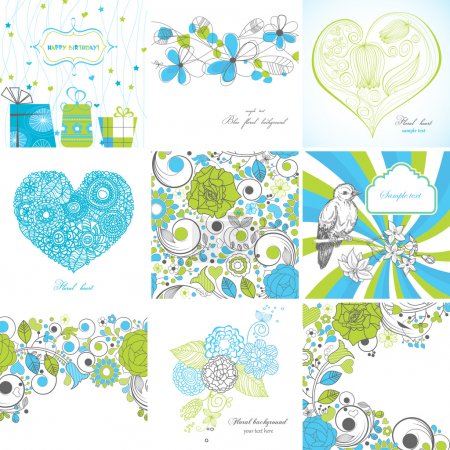 HAPPY BIRTHDAY!
sample text
Blue floral background
Floral heart
sample text
Floral heart
Sample text
Floral background
your text here